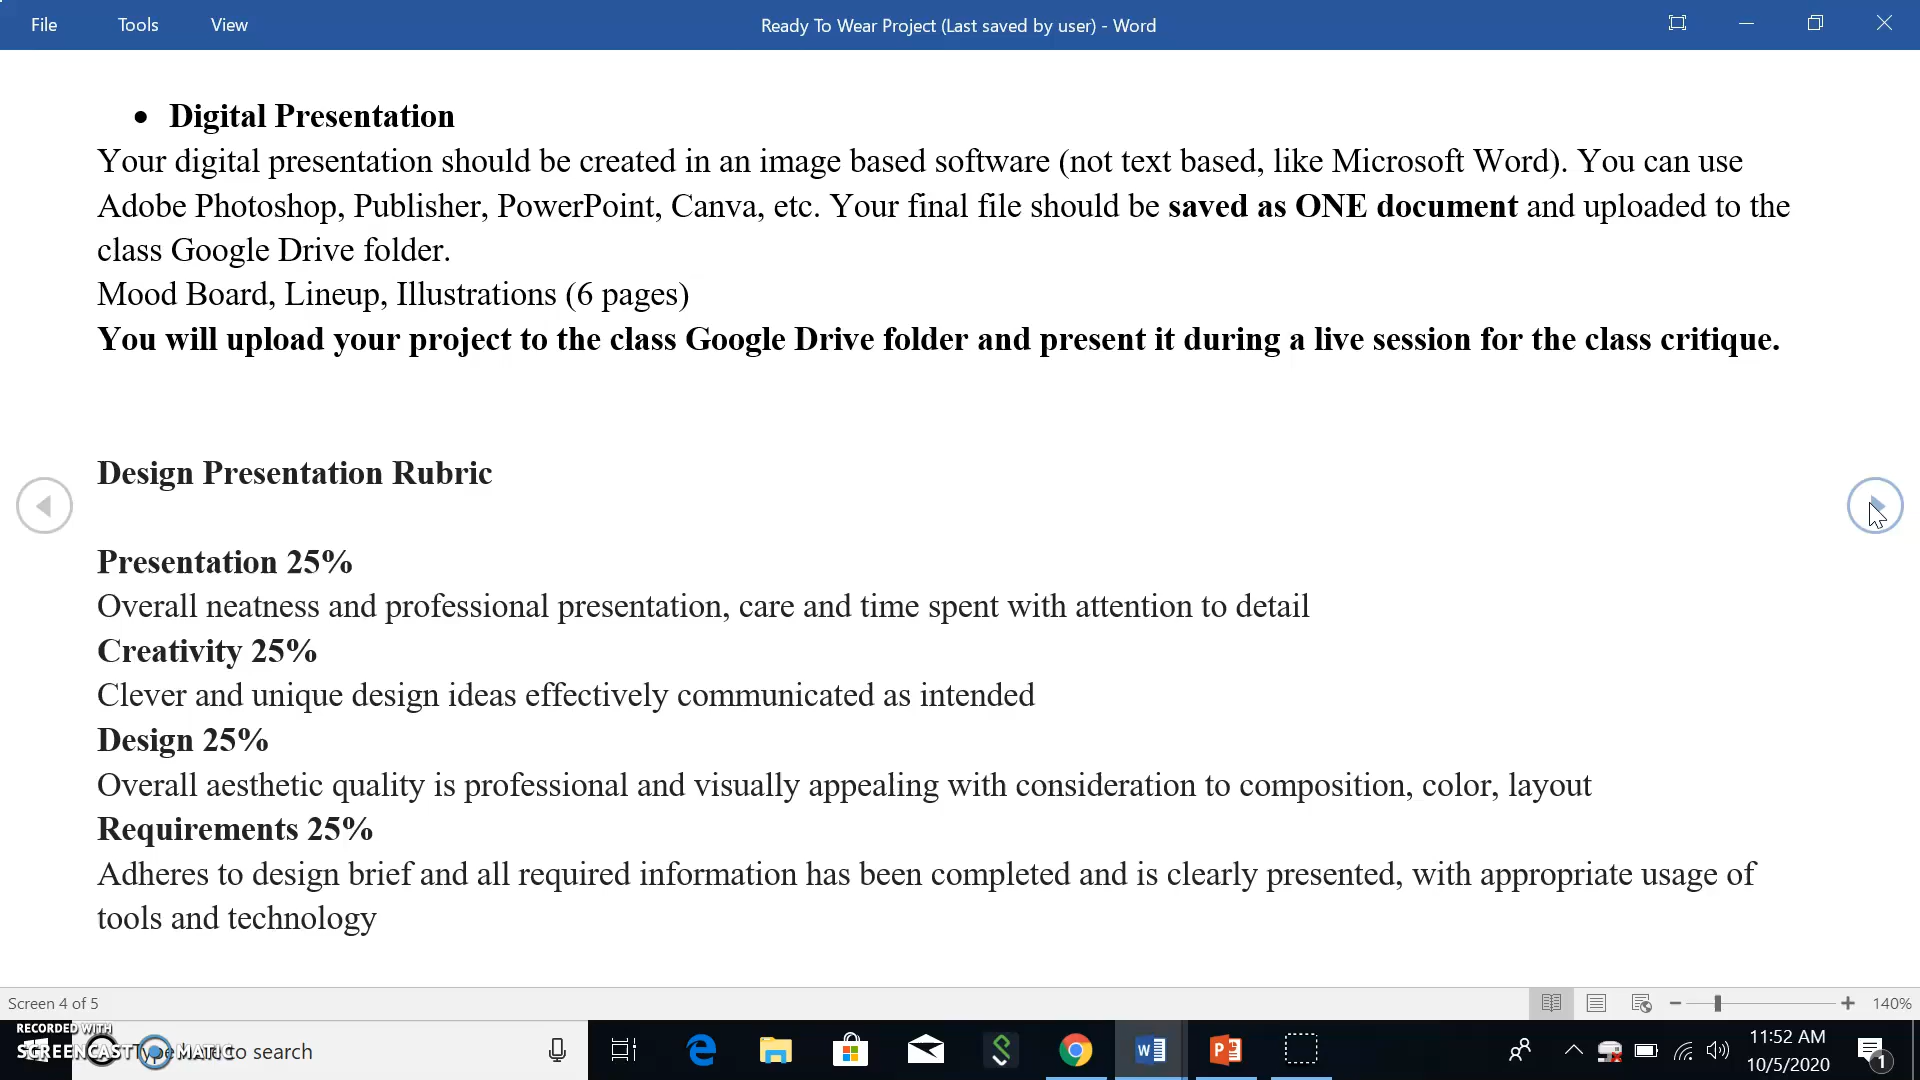 File Tools View Ready To Wear Project (Last saved by user) - Word
• Digital Presentation
Your digital presentation should be created in an image based software (not text based, like Microsoft Word). You can use
Adobe Photoshop, Publisher, PowerPoint, Canva, etc. Your final file should be saved as ONE document and uploaded to the
class Google Drive folder.
Mood Board, Lineup, Illustrations (6 pages)
You will upload your project to the class Google Drive folder and present it during a live session for the class critique.
Design Presentation Rubric
Presentation 25%
Overall neatness and professional presentation, care and time spent with attention to detail
Creativity 25%
Clever and unique design ideas effectively communicated as intended
Design 25%
Overall aesthetic quality is professional and visually appealing with consideration to composition, color, layout
Requirements 25%
Adheres to design brief and all required information has been completed and is clearly presented, with appropriate usage of
tools and technology
Screen 4 of 5 140%
RECORDED WITH
SCREENCAST MATIC
Type here to search
11:52 AM
10/5/2020
1